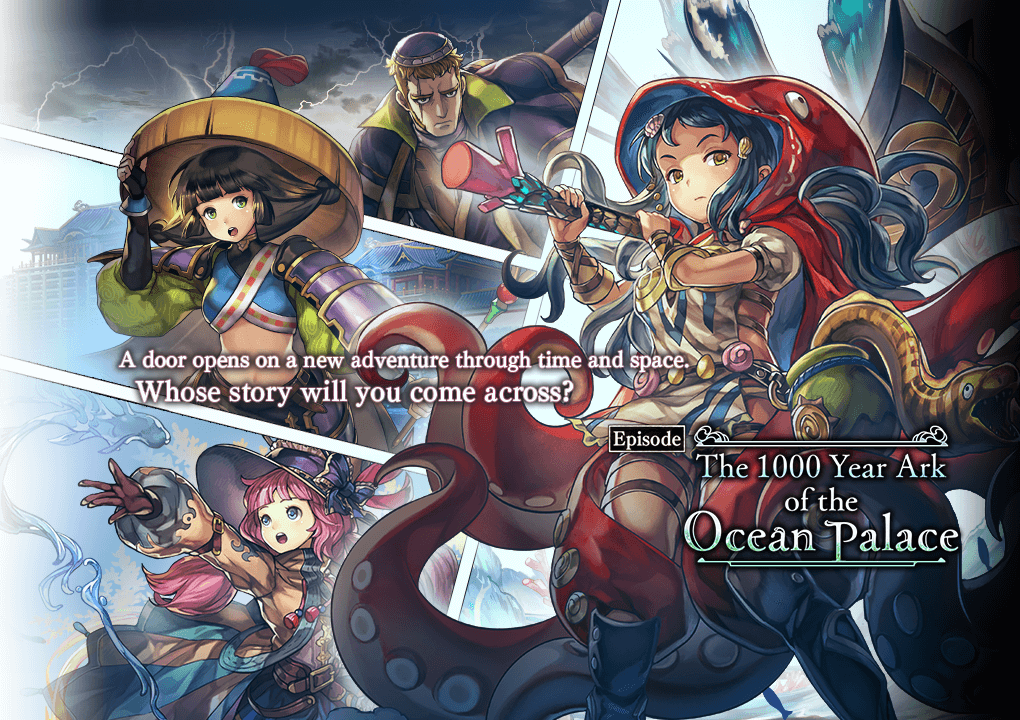 A door opens on a new adventure through time and space.
Whose story will you come across?
Episode
The 1000 Year Ark
of the
Ocean Palace